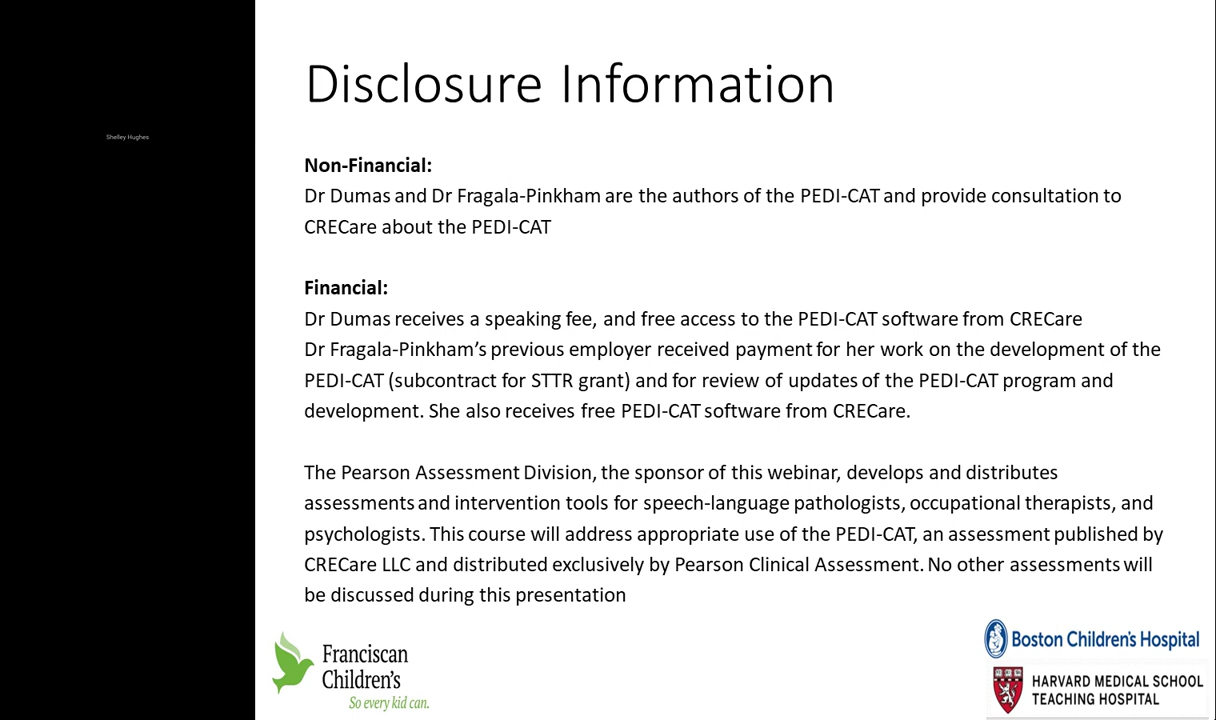 Disclosure Information
Shelley Hughes
Non-Financial:
Dr Dumas and Dr Fragala-Pinkham are the authors of the PEDI-CAT and provide consultation to
CRECare about the PEDI-CAT
Financial:
Dr Dumas receives a speaking fee, and free access to the PEDI-CAT software from CRECare
Dr Fragala-Pinkham’s previous employer received payment for her work on the development of the
PEDI-CAT (subcontract for STTR grant) and for review of updates of the PEDI-CAT program and
development. She also receives free PEDI-CAT software from CRECare.
The Pearson Assessment Division, the sponsor of this webinar, develops and distributes
assessments and intervention tools for speech-language pathologists, occupational therapists, and
psychologists. This course will address appropriate use of the PEDI-CAT, an assessment published by
CRECare LLC and distributed exclusively by Pearson Clinical Assessment. No other assessments will
be discussed during this presentation
Franciscan
Children's
So every kid can.
Boston Children's Hospital
HARVARD MEDICAL SCHOOL
TEACHING HOSPITAL